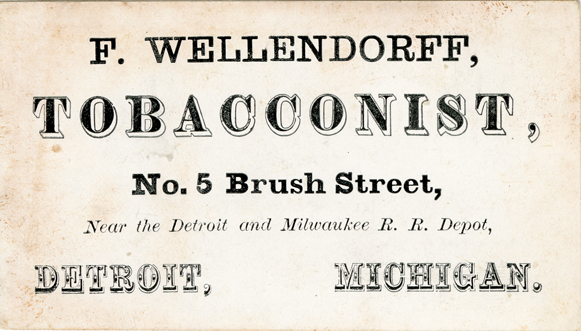 F. WELLENDORFF,
TOBACCONIST,
No. 5 Brush Street,
Near the Detroit and Milwaukee R. R. Depot,
DETROIT, MICHIGAN.